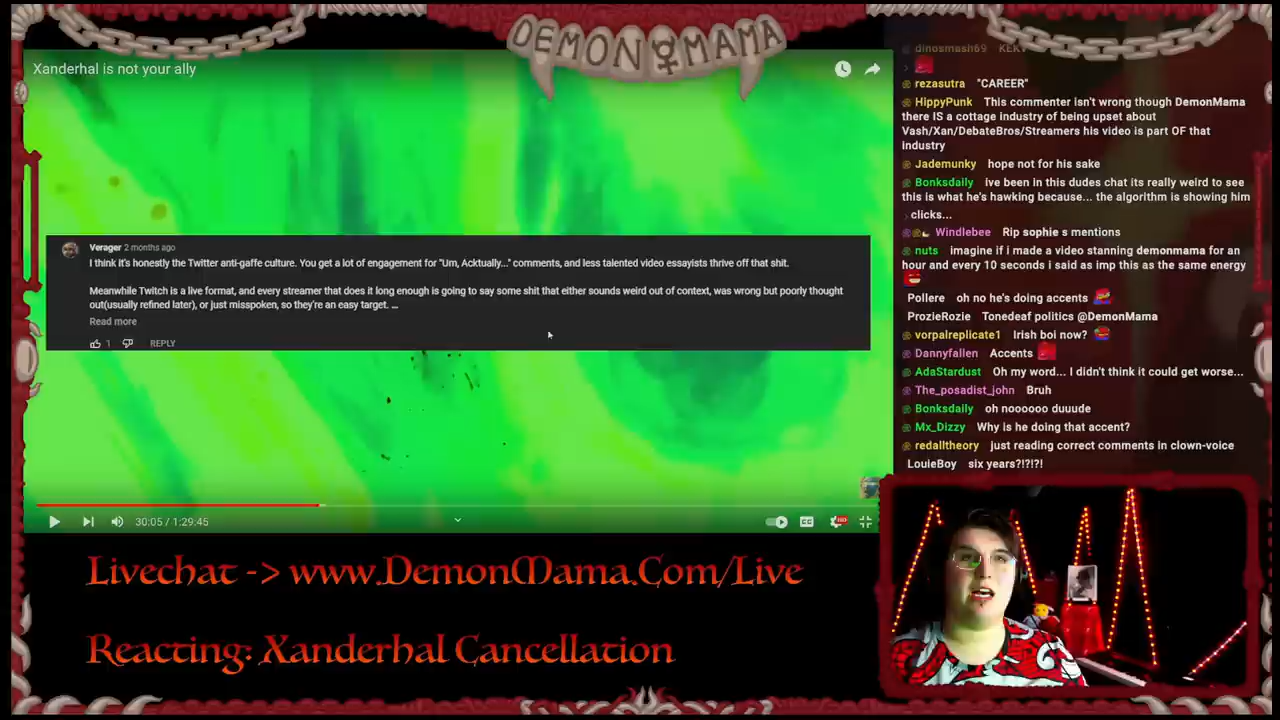 DEMON MAMA
Xanderhal is not your ally
Verager 2 months ago
I think it's honestly the Twitter anti-gaffe culture. You get a lot of engagement for "Um, Acktually..." comments, and less talented video essayists thrive off that shit.
Meanwhile Twitch is a live format, and every streamer that does it long enough is going to say some shit that either sounds weird out of context, was wrong but poorly thought
out(usually refined later), or just misspoken, so they're an easy target. ...
Read more
1 REPLY
30:05 / 1:29:45
CC HD
dinosmash69 KEKW
rezasutra "CAREER"
HippyPunk This commenter isn't wrong though DemonMama
there IS a cottage industry of being upset about
Vash/Xan/DebateBros/Streamers his video is part OF that
industry
Jademunky hope not for his sake
Bonksdaily Ive been in this dudes chat its really weird to see
this is what he's hawking because... the algorithm is showing him
clicks...
Windlebee Rip sophie s mentions
nuts imagine if i made a video stanning demonmama for an
hour and every 10 seconds i said as imp this as the same energy
Pollere oh no he's doing accents
ProzieRozie Tonedeaf politics @DemonMama
vorpalreplicate1 Irish boi now?
Dannyfallen Accents
AdaStardust Oh my word... I didn't think it could get worse...
The_posadist_john Bruh
Bonksdaily oh noooooo duuude
Mx_Dizzy Why is he doing that accent?
redalltheory just reading correct comments in clown-voice
LouieBoy six years?!?!?!
Livechat -> www.DemonMama.Com/Live
Reacting: Xanderhal Cancellation